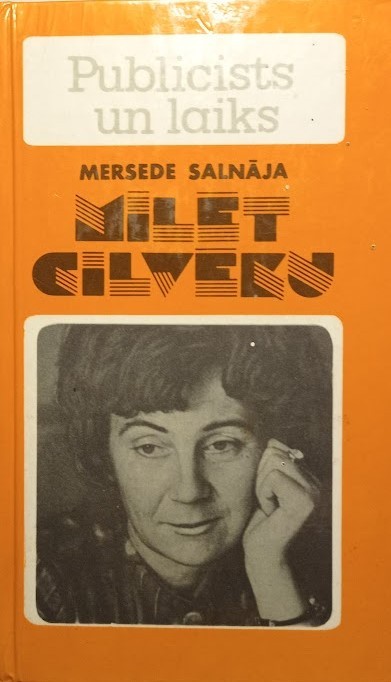 Publicists
un laiks
MERSEDE SALNĀJA
MĪLĒT
CILVĒKU